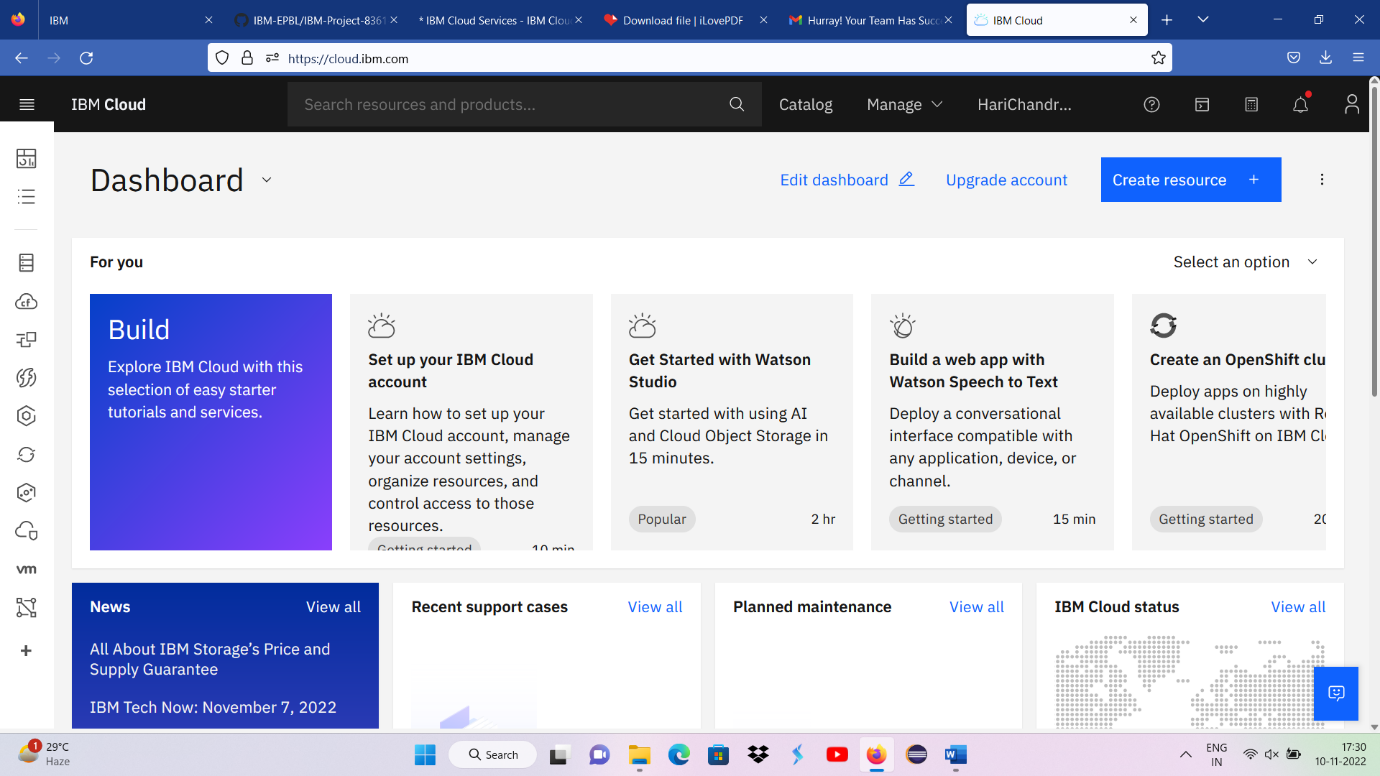 IBM
IBM-EPBL/IBM-Project-8361
* IBM Cloud Services - IBM Clou
Download file | iLovePDF
Hurray! Your Team Has Succ
IBM Cloud
https://cloud.ibm.com
IBM Cloud
Search resources and products...
Catalog
Manage
HariChandr...
Dashboard
Edit dashboard
Upgrade account
Create resource +
For you
Select an option
Build
Explore IBM Cloud with this
selection of easy starter
tutorials and services.
Set up your IBM Cloud
account
Learn how to set up your
IBM Cloud account, manage
your account settings,
organize resources, and
control access to those
resources.
Getting started 10 min
Get Started with Watson
Studio
Get started with using AI
and Cloud Object Storage in
15 minutes.
Popular 2 hr
Build a web app with
Watson Speech to Text
Deploy a conversational
interface compatible with
any application, device, or
channel.
Getting started 15 min
Create an OpenShift clu
Deploy apps on highly
available clusters with R
Hat OpenShift on IBM Cl
Getting started 20
cf
vm
News View all
All About IBM Storage's Price and
Supply Guarantee
IBM Tech Now: November 7, 2022
Recent support cases View all
Planned maintenance View all
IBM Cloud status View all
1
29°C
Haze
Search
ENG
IN
17:30
10-11-2022